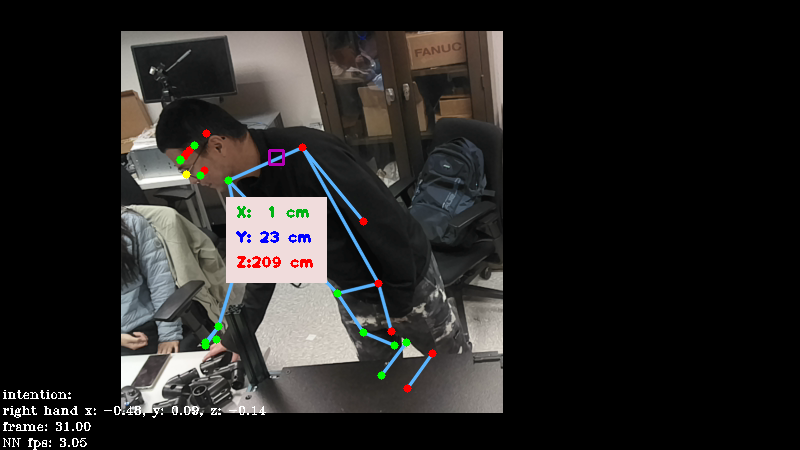 FANUC
X: 1 cm
Y: 23 cm
Z:209 cm
intention:
right hand x: -0.48, y: 0.09, z: -0.14
frame: 31.00
NN fps: 3.05